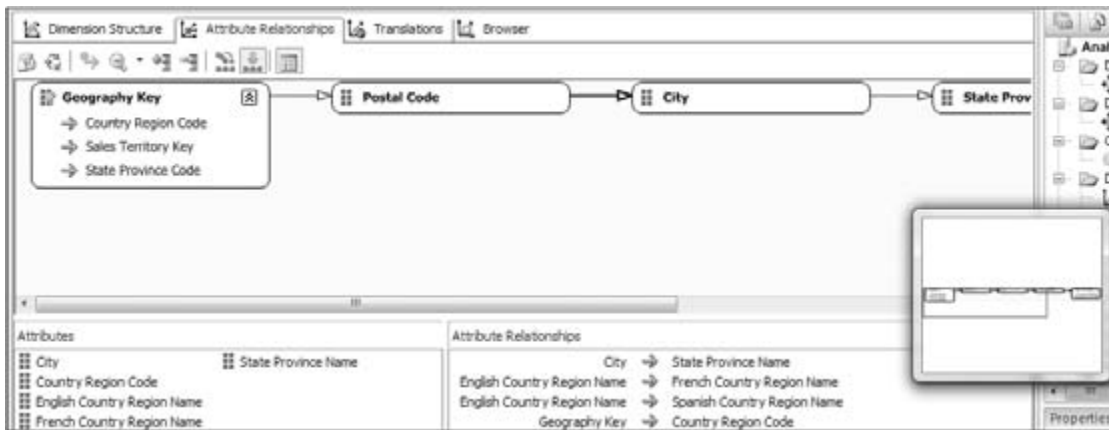 Dimension Structure Attribute Relationships Translations Browser
Geography Key Postal Code City State Prov
Country Region Code
Sales Territory Key
State Province Code
Anal
Attributes Attribute Relationships
City State Province Name
Country Region Code
English Country Region Name
French Country Region Name
City State Province Name
English Country Region Name French Country Region Name
English Country Region Name Spanish Country Region Name
Geography Key Country Region Code
Properties